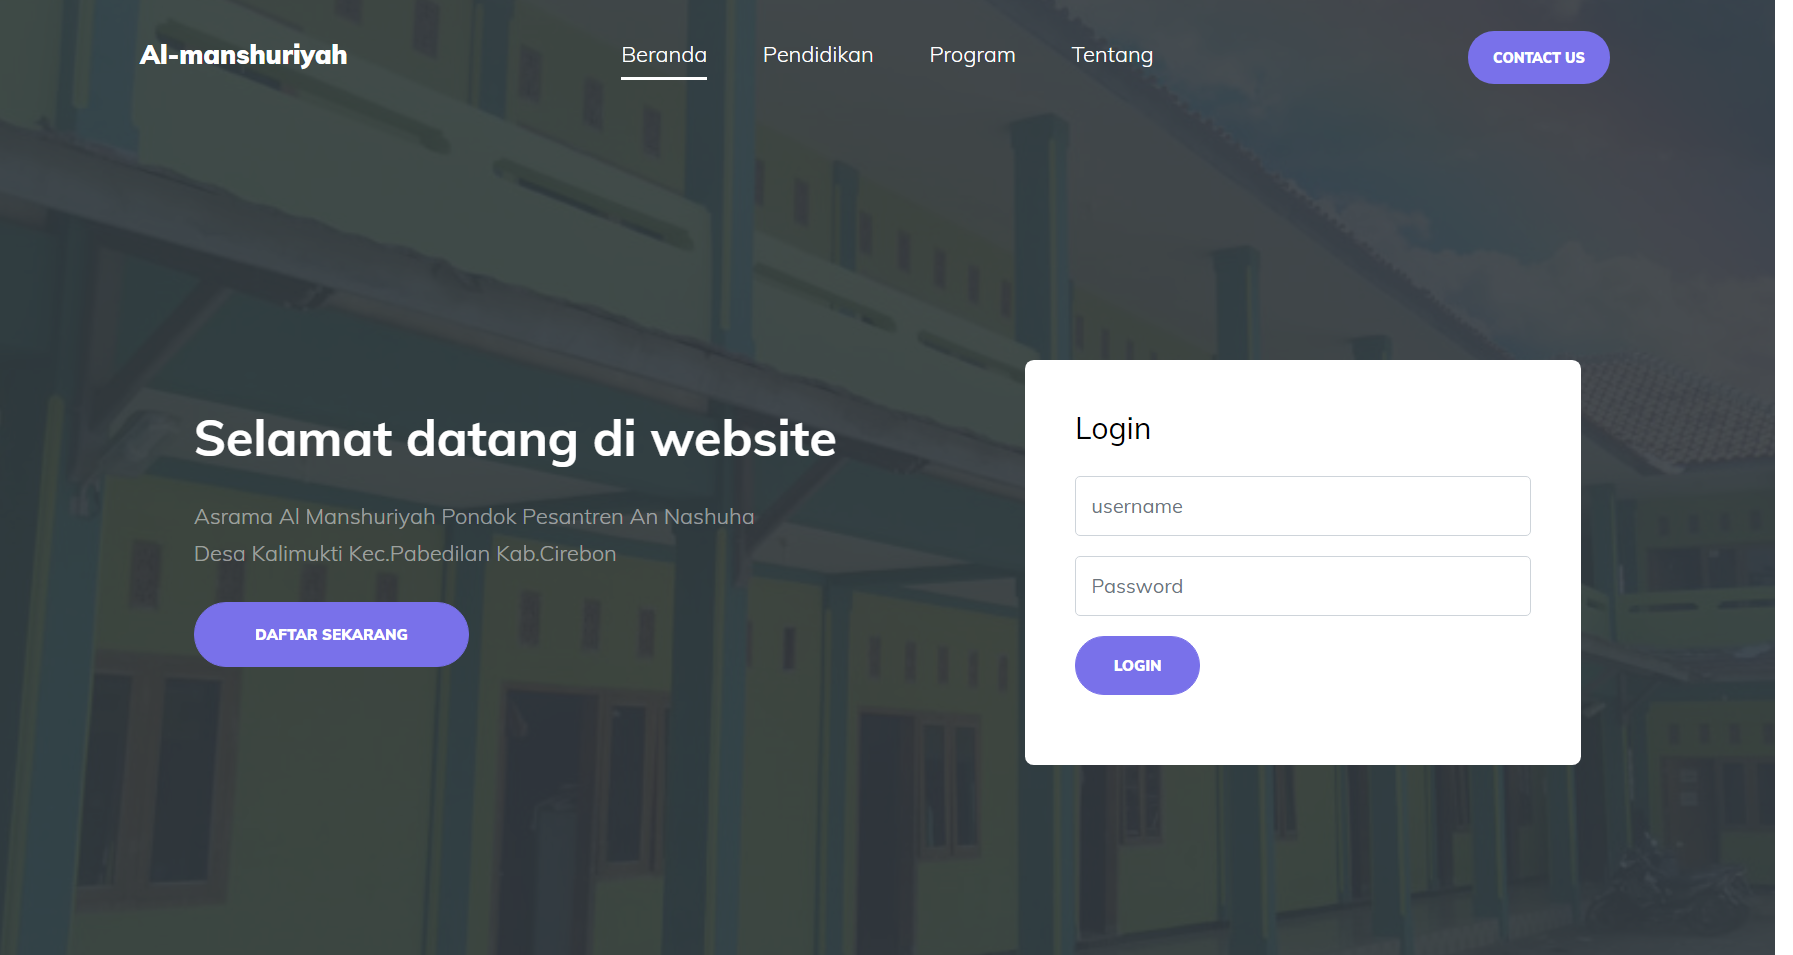 Al-manshuriyah
Beranda
Pendidikan
Program
Tentang
CONTACT US
Selamat datang di website
Asrama Al Manshuriyah Pondok Pesantren An Nashuha
Desa Kalimukti Kec.Pabedilan Kab.Cirebon
DAFTAR SEKARANG
Login
username
Password
LOGIN